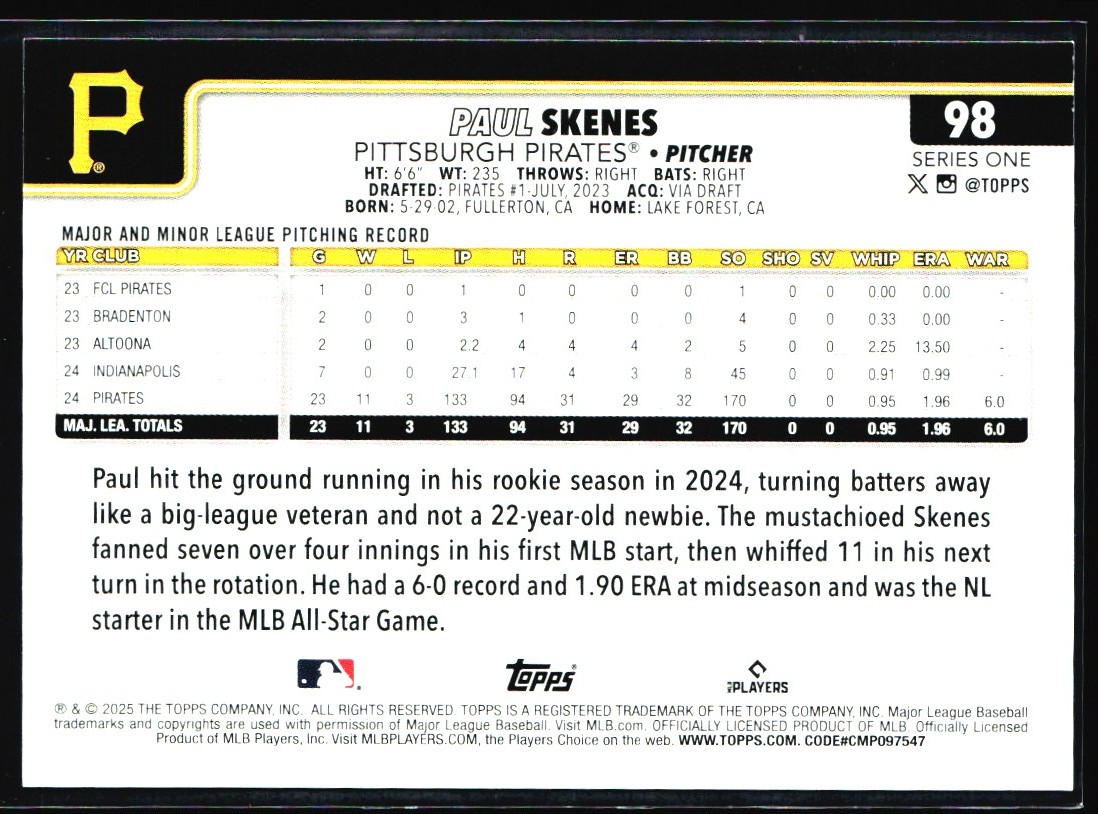 P®
98
PAUL SKENES
PITTSBURGH PIRATES® • PITCHER
SERIES ONE
HT: 6'6" WT: 235 THROWS: RIGHT BATS: RIGHT
@TOPPS
DRAFTED: PIRATES #1-JULY, 2023 ACQ: VIA DRAFT
BORN: 5-29-02, FULLERTON, CA HOME: LAKE FOREST, CA
MAJOR AND MINOR LEAGUE PITCHING RECORD
YR CLUB G W L IP H R ER BB SO SHO SV WHIP ERA WAR
23 FCL PIRATES 1 0 0 1 0 0 0 0 1 0 0 0.00 0.00 -
23 BRADENTON 2 0 0 3 1 0 0 0 4 0 0 0.33 0.00 -
23 ALTOONA 2 0 0 2.2 4 4 4 2 5 0 0 2.25 13.50 -
24 INDIANAPOLIS 7 0 0 27.1 17 4 3 8 45 0 0 0.91 0.99 -
24 PIRATES 23 11 3 133 94 31 29 32 170 0 0 0.95 1.96 6.0
MAJ. LEA. TOTALS 23 11 3 133 94 31 29 32 170 0 0 0.95 1.96 6.0
Paul hit the ground running in his rookie season in 2024, turning batters away
like a big-league veteran and not a 22-year-old newbie. The mustachioed Skenes
fanned seven over four innings in his first MLB start, then whiffed 11 in his next
turn in the rotation. He had a 6-0 record and 1.90 ERA at midseason and was the NL
starter in the MLB All-Star Game.
Topps®
PLAYERS
® & © 2025 THE TOPPS COMPANY, INC. ALL RIGHTS RESERVED. TOPPS IS A REGISTERED TRADEMARK OF THE TOPPS COMPANY, INC. Major League Baseball
trademarks and copyrights are used with permission of Major League Baseball. Visit MLB.com. OFFICIALLY LICENSED PRODUCT OF MLB. Officially Licensed
Product of MLB Players, Inc. Visit MLBPLAYERS.COM, the Players Choice on the web. WWW.TOPPS.COM. CODE#CMP097547